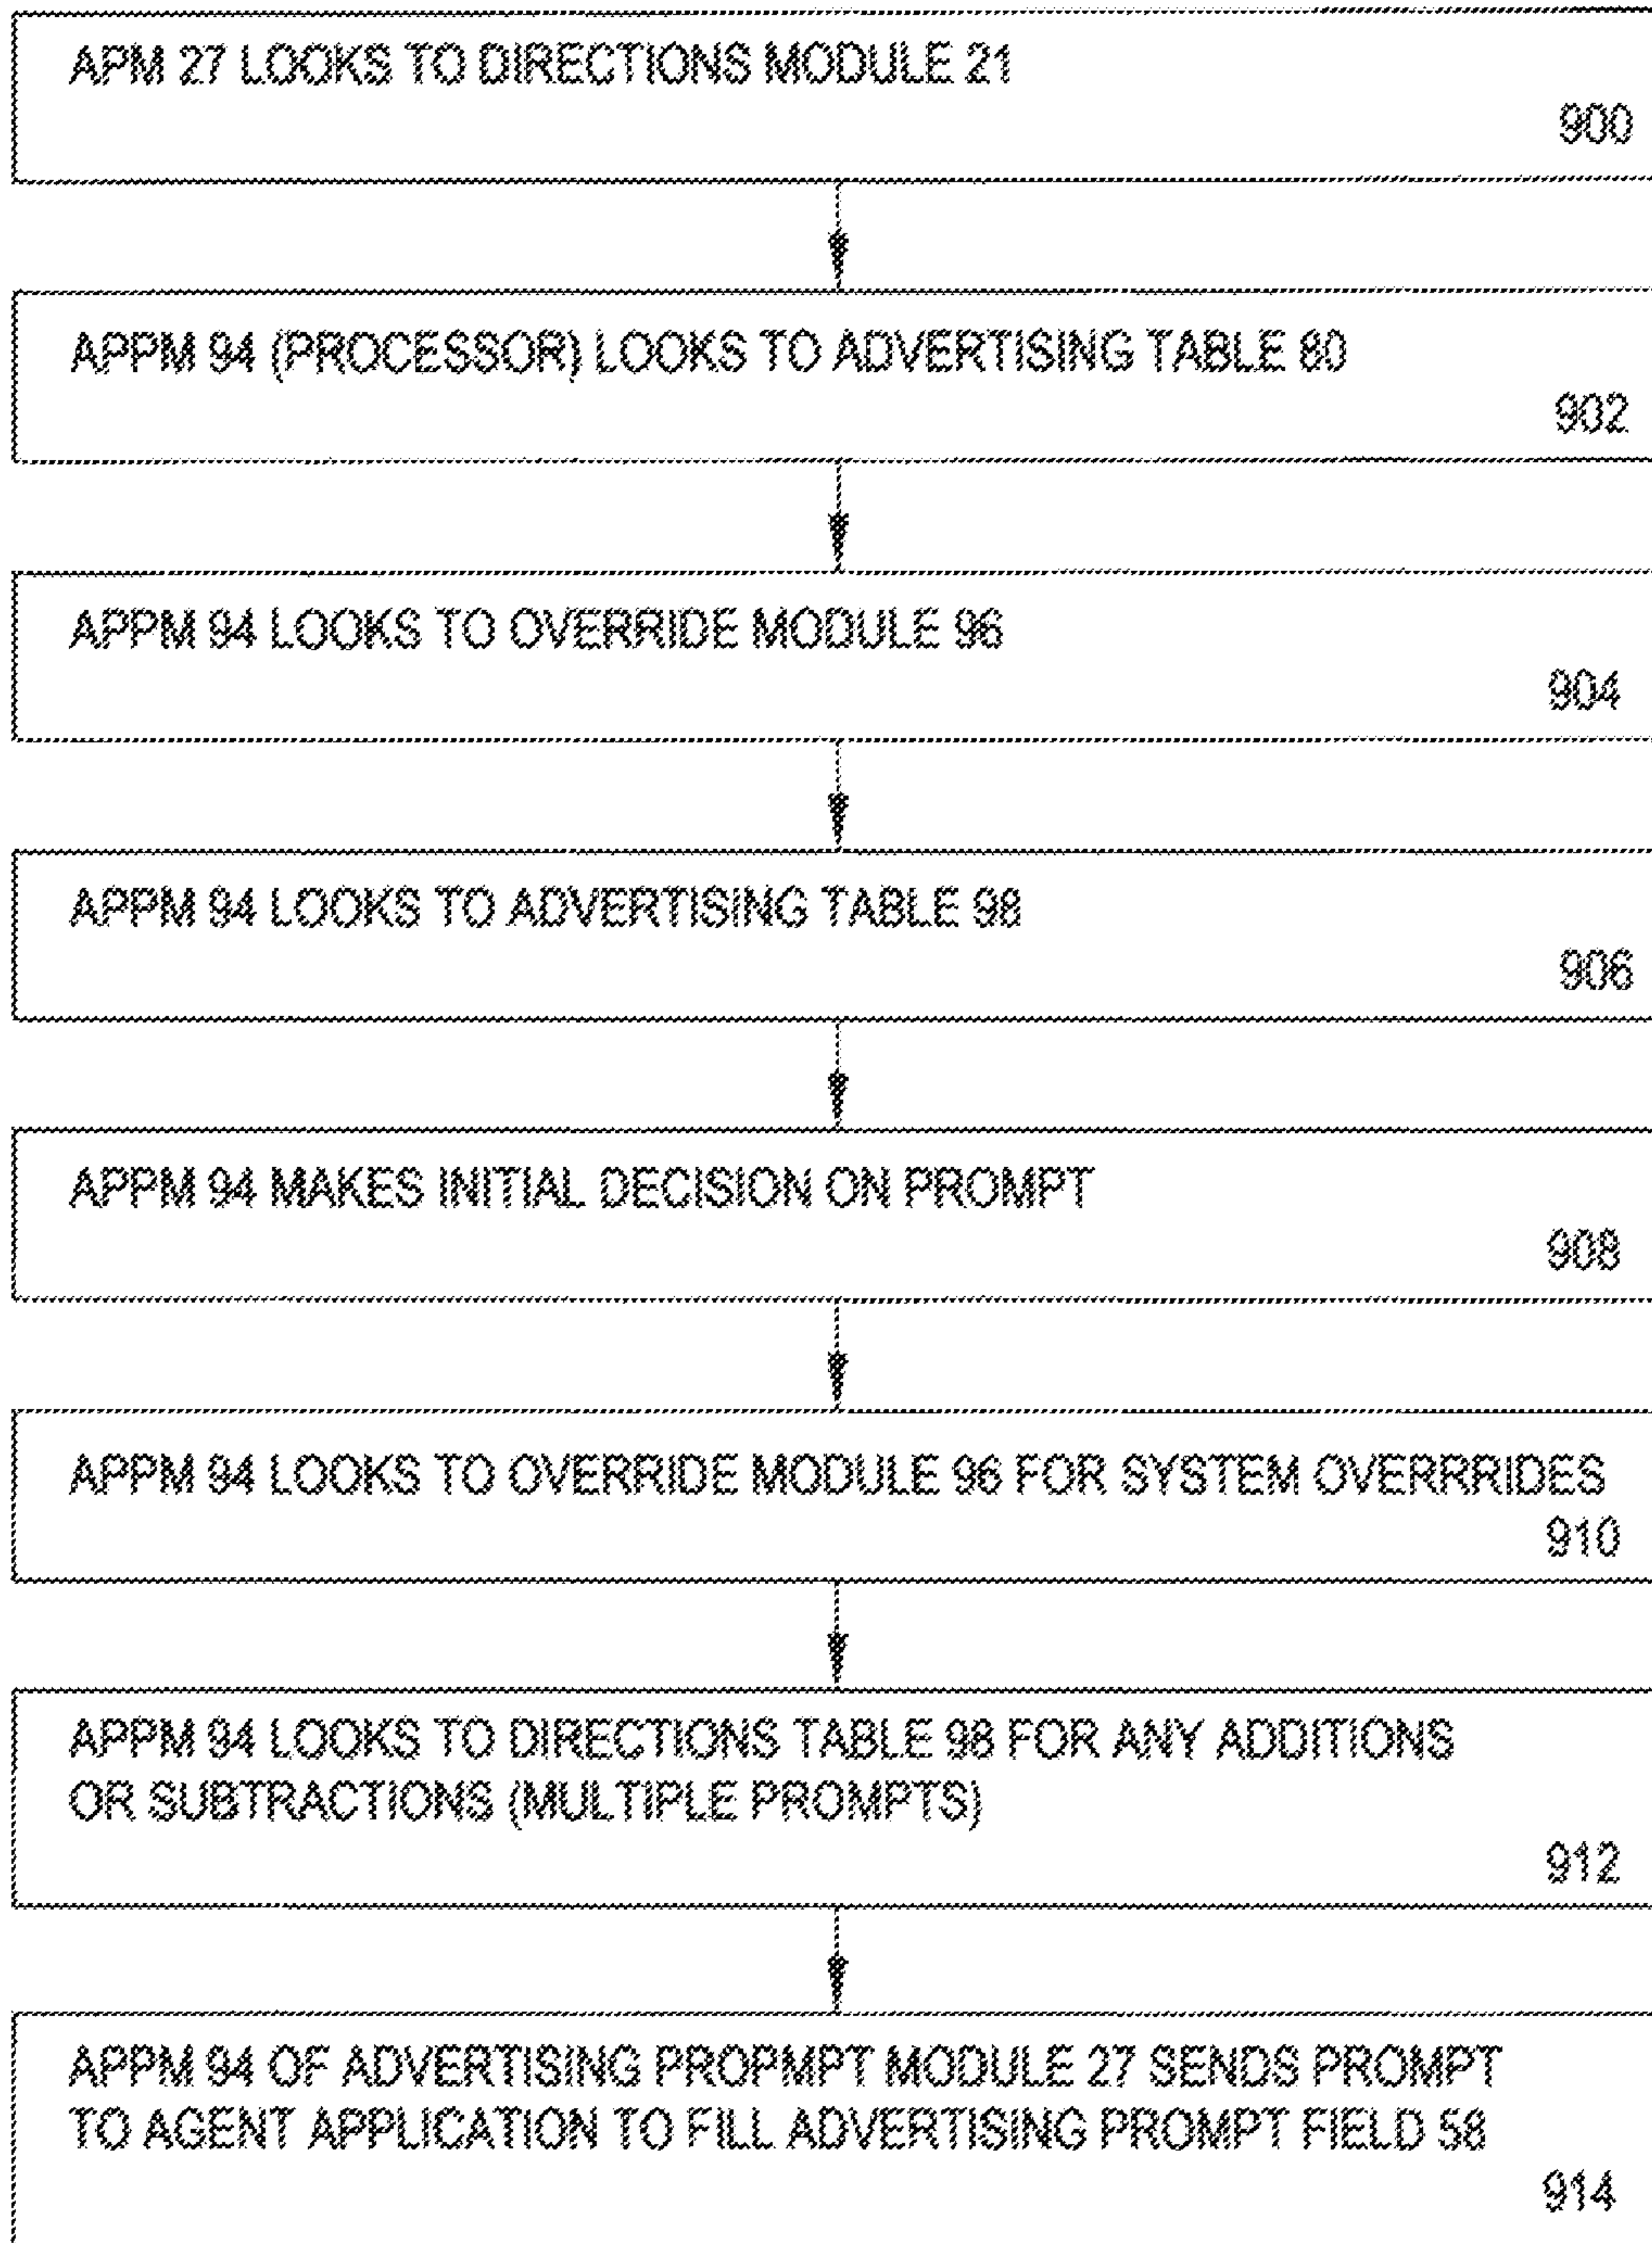 APM 27 LOOKS TO DIRECTIONS MODULE 21
900
APPM 94 (PROCESSOR) LOOKS TO ADVERTISING TABLE 80
902
APPM 94 LOOKS TO OVERRIDE MODULE 96
904
APPM 94 LOOKS TO ADVERTISING TABLE 98
906
APPM 94 MAKES INITIAL DECISION ON PROMPT
908
APPM 94 LOOKS TO OVERRIDE MODULE 96 FOR SYSTEM OVERRRIDES
910
APPM 94 LOOKS TO DIRECTIONS TABLE 98 FOR ANY ADDITIONS
OR SUBTRACTIONS (MULTIPLE PROMPTS)
912
APPM 94 OF ADVERTISING PROPMPT MODULE 27 SENDS PROMPT
TO AGENT APPLICATION TO FILL ADVERTISING PROMPT FIELD 58
914